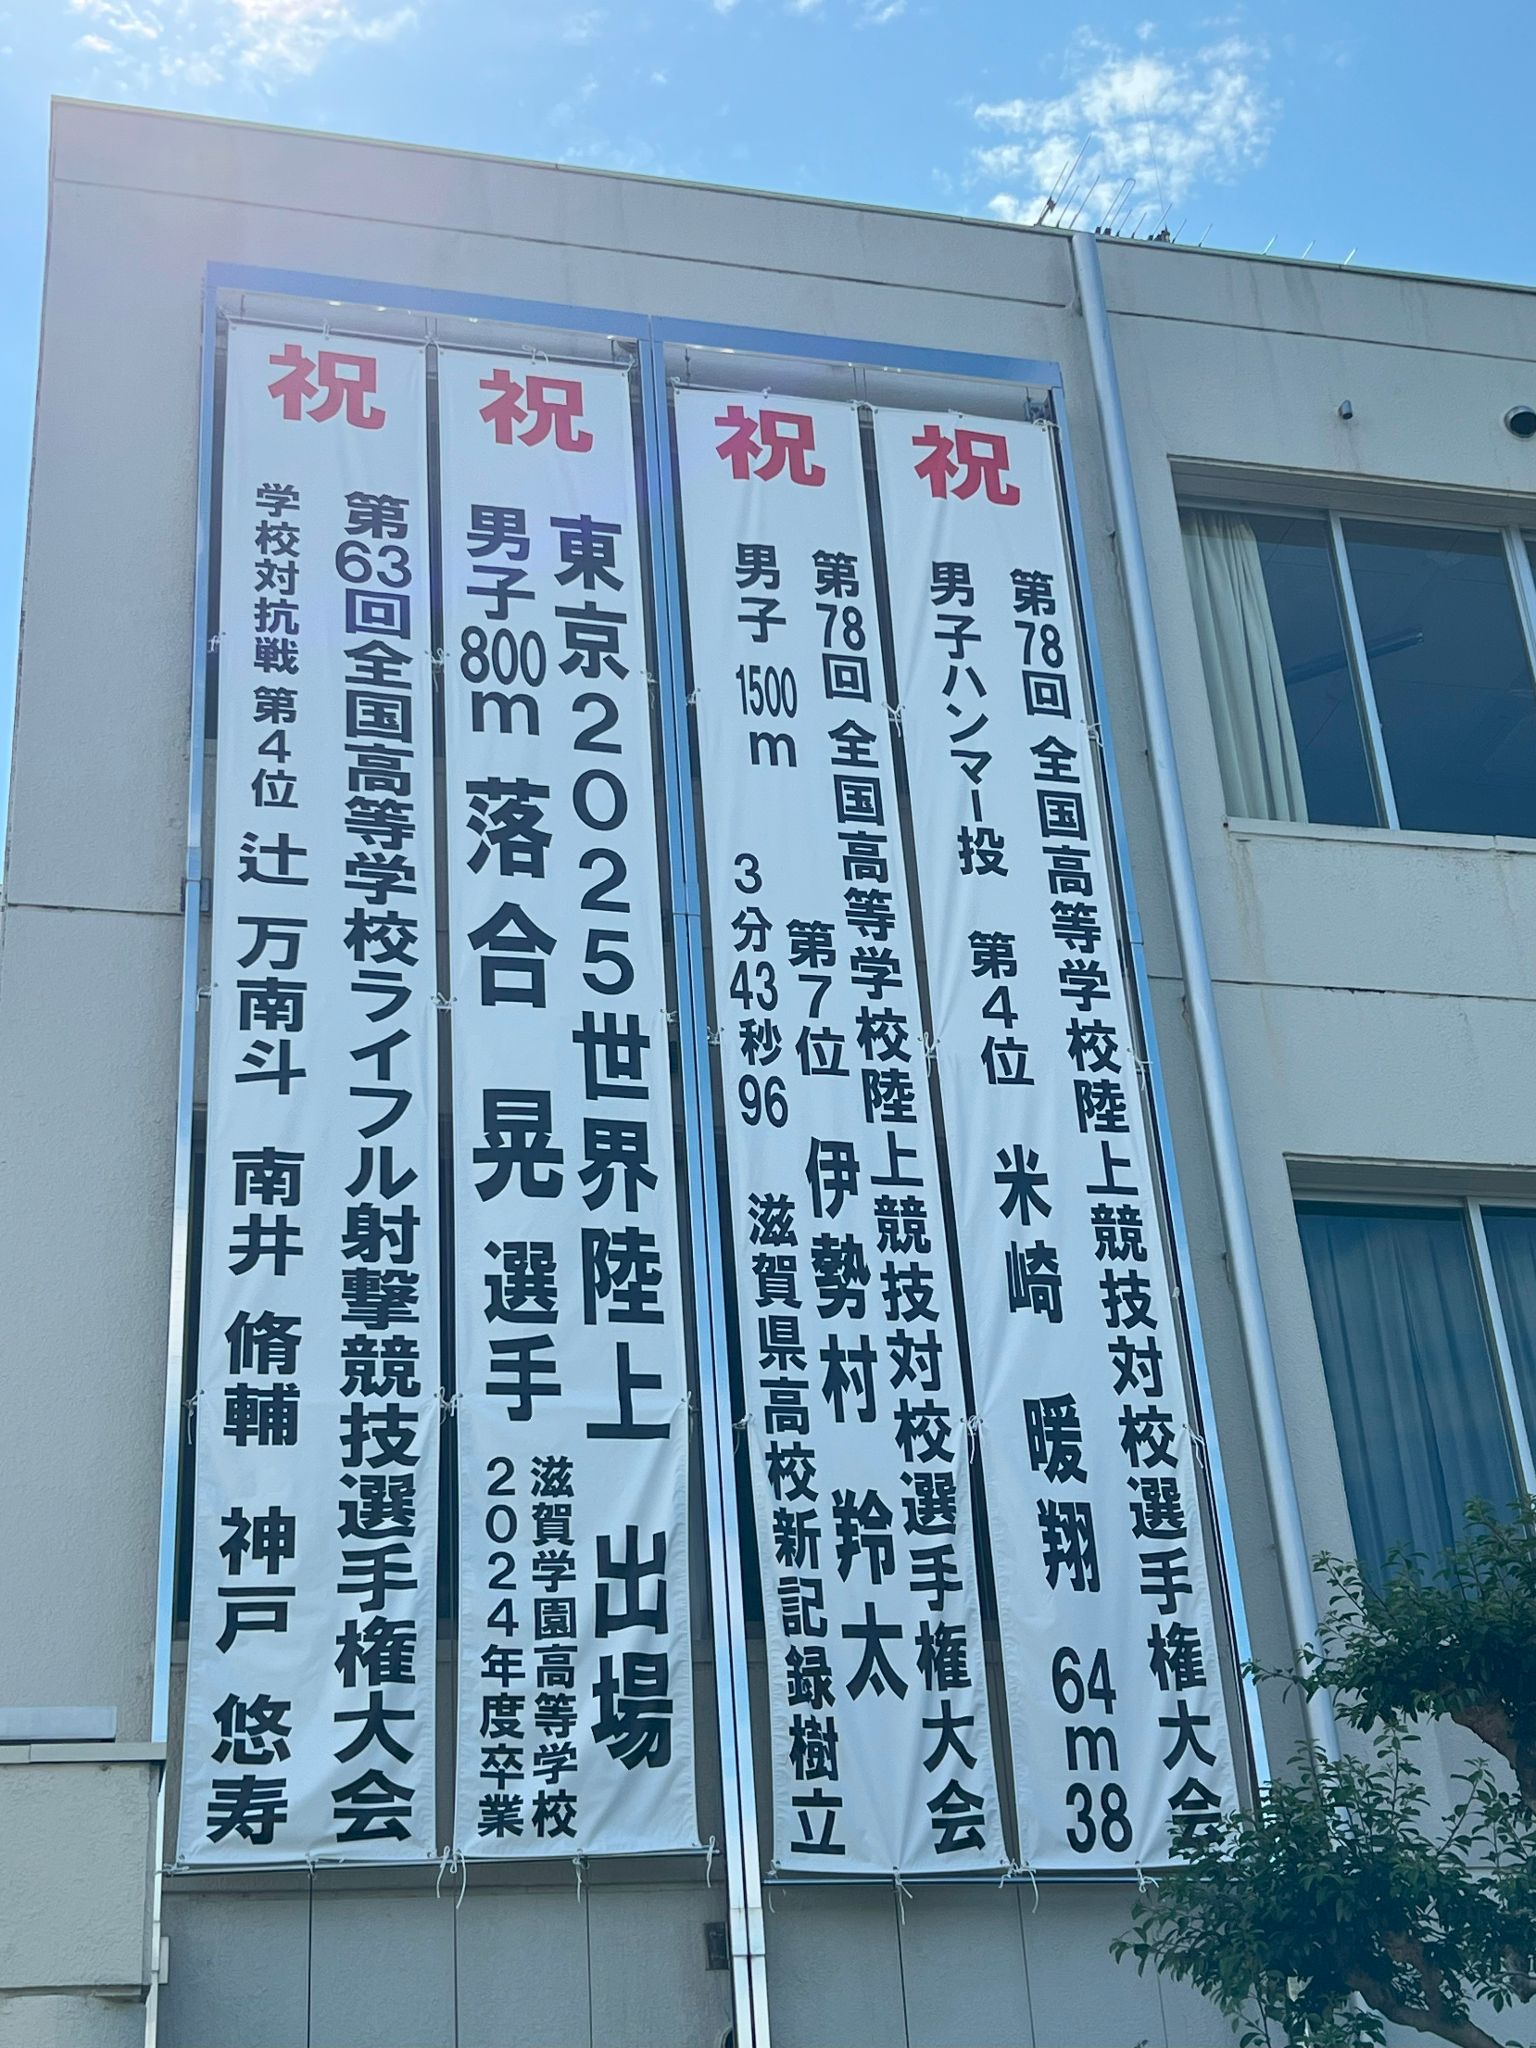 祝
第78回 全国高等学校陸上競技対校選手権大会
男子ハンマー投 第4位 米崎 暖翔 64m38
祝
第78回 全国高等学校陸上競技対校選手権大会
第7位 伊勢村 羚太
男子 1500m 3分43秒96 滋賀県高校新記録樹立
祝
東京2025世界陸上 出場
男子800m 落合 晃 選手
滋賀学園高等学校
2024年度卒業
祝
第63回全国高等学校ライフル射撃競技選手権大会
学校対抗戦 第4位 辻 万南斗 南井 脩輔 神戸 悠寿